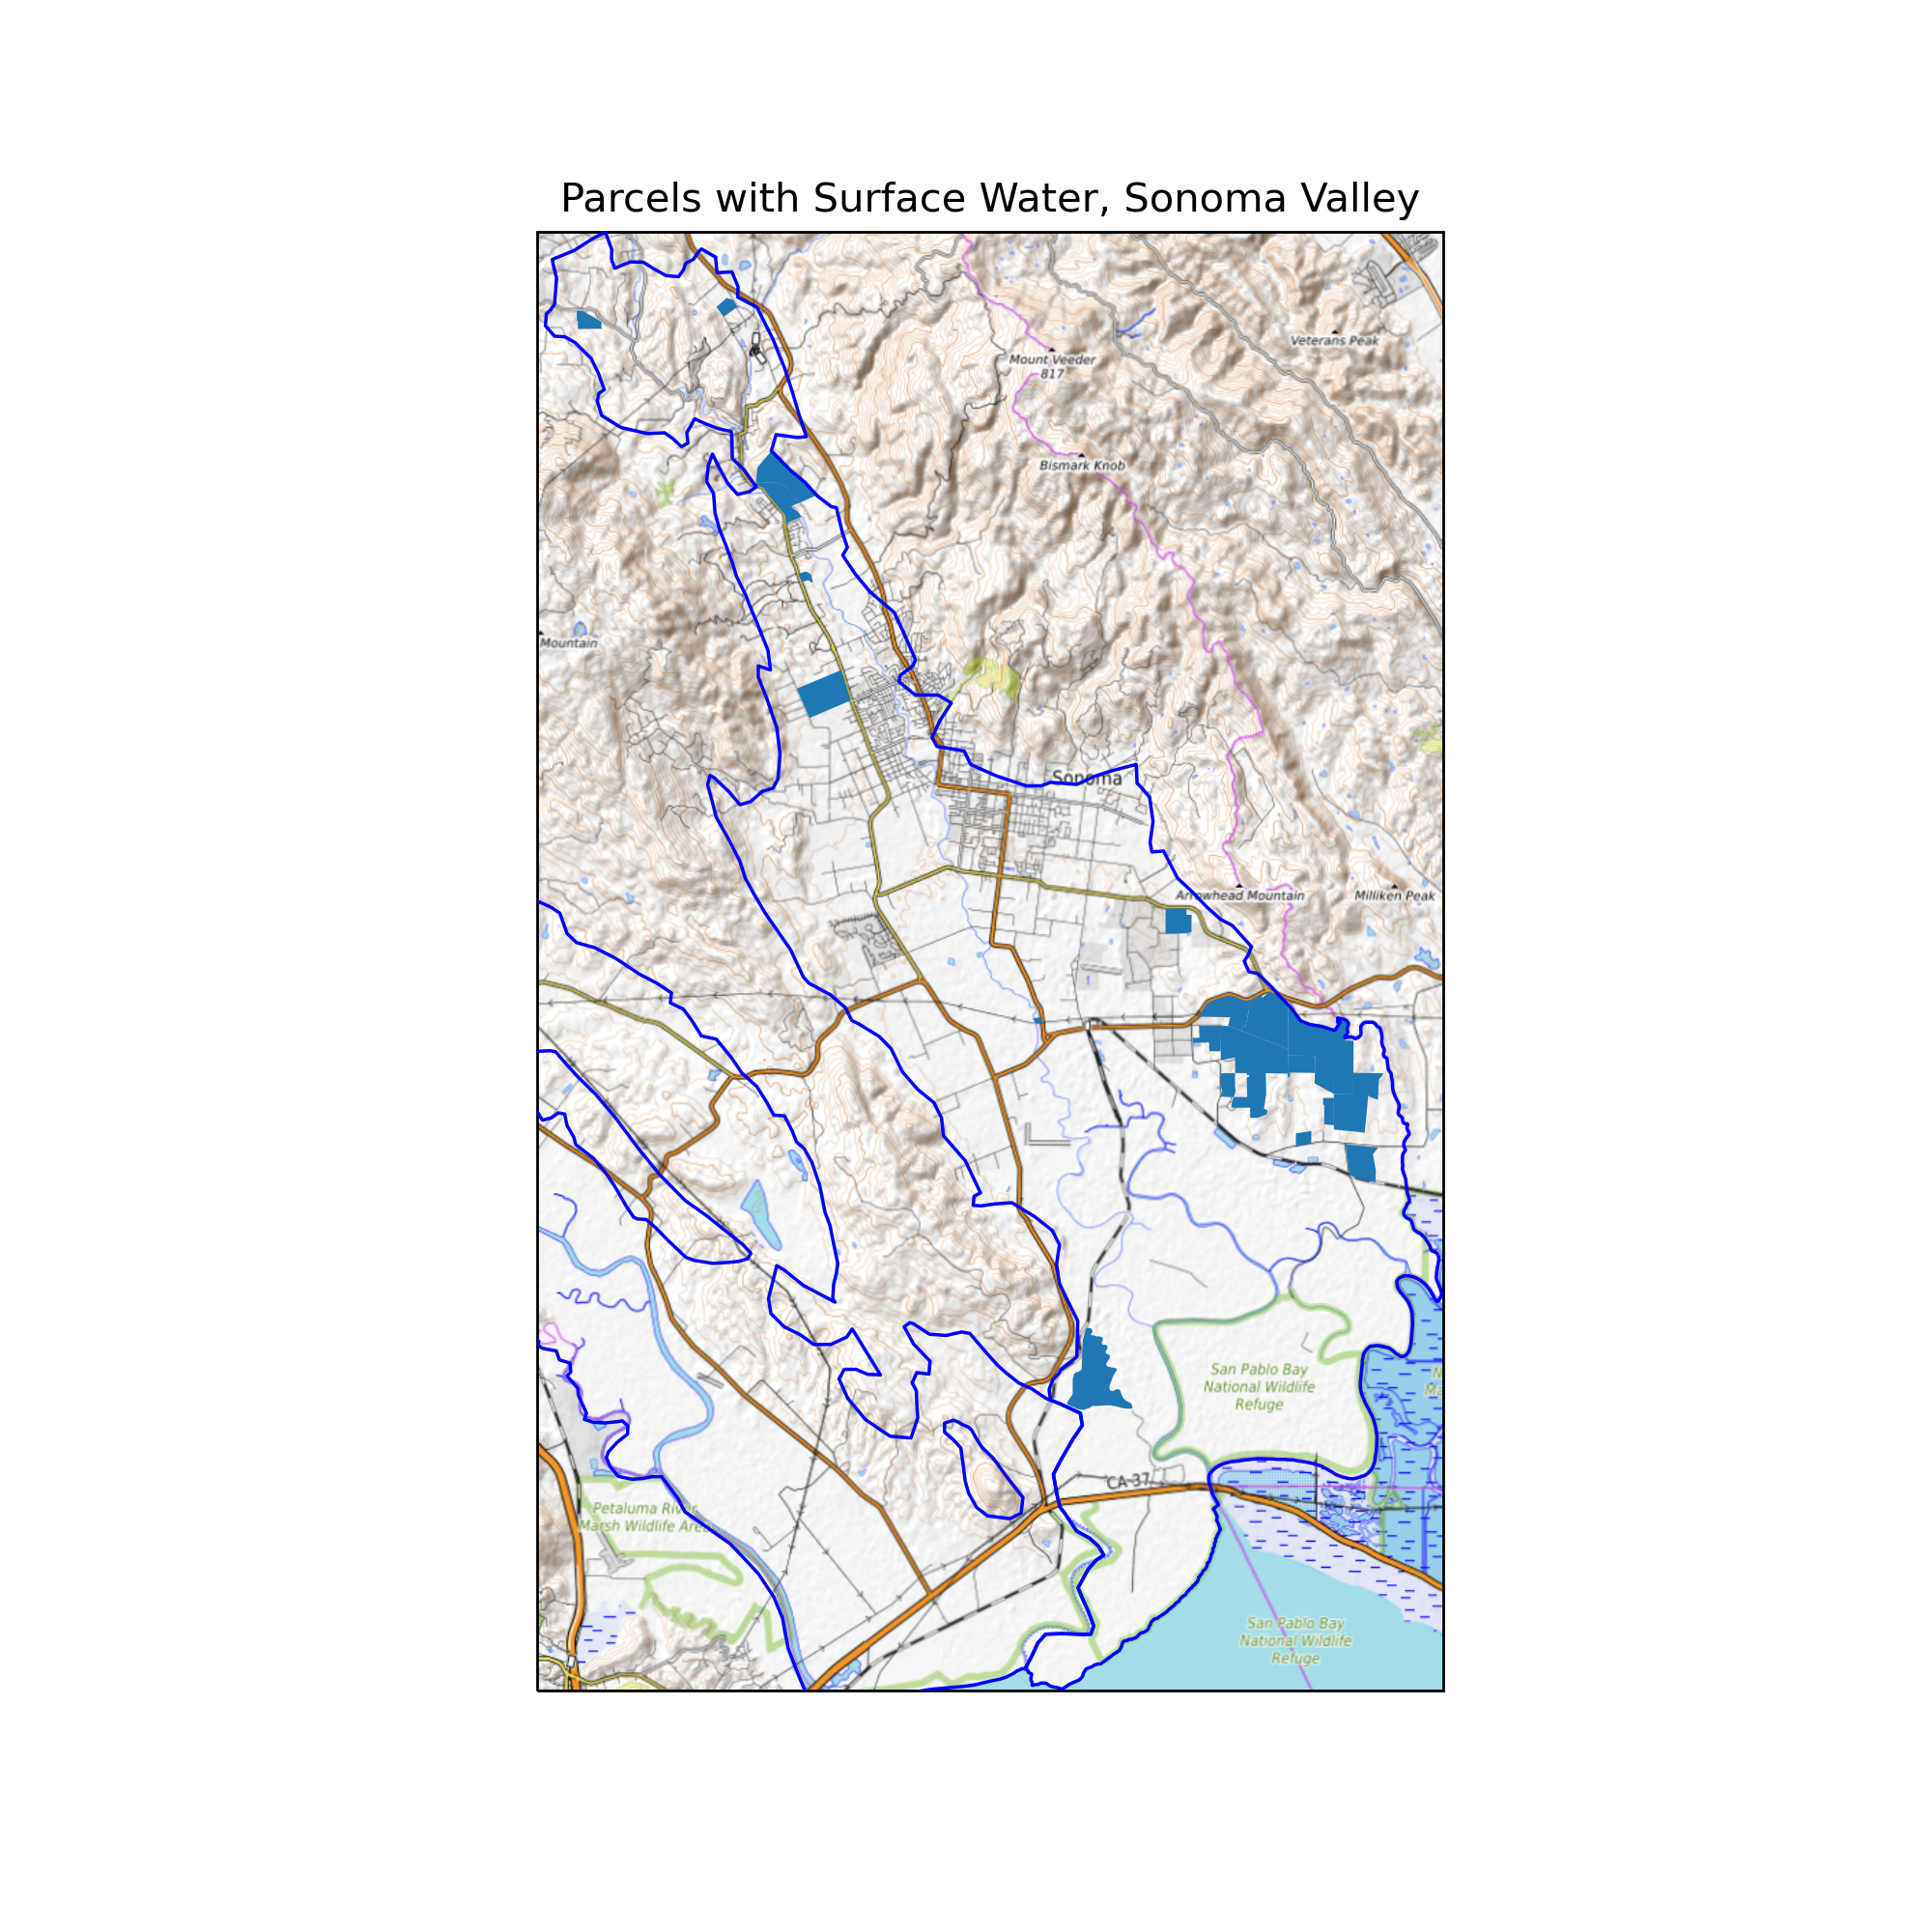 Parcels with Surface Water, Sonoma Valley
Veterans Peak
Mount Veeder
817
Bismark Knob
Mountain
Sonoma
Arrowhead Mountain
Milliken Peak
San Pablo Bay
National Wildlife
Refuge
N
Ma
CA-37
Petaluma River
Marsh Wildlife Area
San Pablo Bay
National Wildlife
Refuge